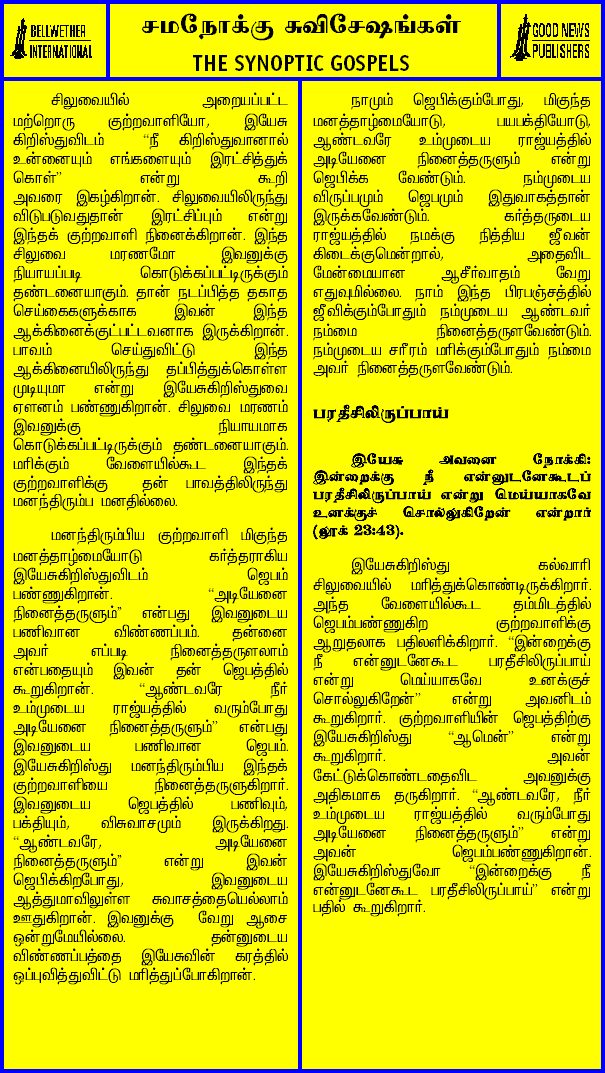 BELLWETHER
INTERNATIONAL
சமநோக்கு சுவிசேஷங்கள்
THE SYNOPTIC GOSPELS
GOOD NEWS
PUBLISHERS
சிலுவையில் அறையப்பட்ட
மற்றொரு குற்றவாளியோ, இயேசு
கிறிஸ்துவிடம் “நீ கிறிஸ்துவானால்
உன்னையும் எங்களையும் இரட்சித்துக்
கொள்” என்று கூறி
அவரை இகழ்கிறான். சிலுவையிலிருந்து
விடுபடுவதுதான் இரட்சிப்பும் என்று
இந்தக் குற்றவாளி நினைக்கிறான். இந்த
சிலுவை மரணமோ இவனுக்கு
நியாயப்படி கொடுக்கப்பட்டிருக்கும்
தண்டனையாகும். தான் நடப்பித்த தகாத
செய்கைகளுக்காக இவன் இந்த
ஆக்கினைக்குட்பட்டவனாக இருக்கிறான்.
பாவம் செய்துவிட்டு இந்த
ஆக்கினையிலிருந்து தப்பித்துக்கொள்ள
முடியுமா என்று இயேசுகிறிஸ்துவை
ஏளனம் பண்ணுகிறான். சிலுவை மரணம்
இவனுக்கு நியாயமாக
கொடுக்கப்பட்டிருக்கும் தண்டனையாகும்.
மரிக்கும் வேளையில்கூட இந்தக்
குற்றவாளிக்கு தன் பாவத்திலிருந்து
மனந்திரும்ப மனதில்லை.
மனந்திரும்பிய குற்றவாளி மிகுந்த
மனத்தாழ்மையோடு கர்த்தராகிய
இயேசுகிறிஸ்துவிடம் ஜெபம்
பண்ணுகிறான். “அடியேனை
நினைத்தருளும்” என்பது இவனுடைய
பணிவான விண்ணப்பம். தன்னை
அவர் எப்படி நினைத்தருளலாம்
என்பதையும் இவன் தன் ஜெபத்தில்
கூறுகிறான். “ஆண்டவரே நீர்
உம்முடைய ராஜ்யத்தில் வரும்போது
அடியேனை நினைத்தருளும்” என்பது
இவனுடைய பணிவான ஜெபம்.
இயேசுகிறிஸ்து மனந்திரும்பிய இந்தக்
குற்றவாளியை நினைத்தருளுகிறார்.
இவனுடைய ஜெபத்தில் பணிவும்,
பக்தியும், விசுவாசமும் இருக்கிறது.
“ஆண்டவரே, அடியேனை
நினைத்தருளும்” என்று இவன்
ஜெபிக்கிறபோது, இவனுடைய
ஆத்துமாவிலுள்ள சுவாசத்தையெல்லாம்
ஊதுகிறான். இவனுக்கு வேறு ஆசை
ஒன்றுமேயில்லை. தன்னுடைய
விண்ணப்பத்தை இயேசுவின் கரத்தில்
ஒப்புவித்துவிட்டு மரித்துப்போகிறான்.
நாமும் ஜெபிக்கும்போது, மிகுந்த
மனத்தாழ்மையோடு, பயபக்தியோடு,
ஆண்டவரே உம்முடைய ராஜ்யத்தில்
அடியேனை நினைத்தருளும் என்று
ஜெபிக்க வேண்டும். நம்முடைய
விருப்பமும் ஜெபமும் இதுவாகத்தான்
இருக்கவேண்டும். கர்த்தருடைய
ராஜ்யத்தில் நமக்கு நித்திய ஜீவன்
கிடைக்குமென்றால், அதைவிட
மேன்மையான ஆசீர்வாதம் வேறு
எதுவுமில்லை. நாம் இந்த பிரபஞ்சத்தில்
ஜீவிக்கும்போதும் நம்முடைய ஆண்டவர்
நம்மை நினைத்தருளவேண்டும்.
நம்முடைய சரீரம் மரிக்கும்போதும் நம்மை
அவர் நினைத்தருளவேண்டும்.
பரதீசிலிருப்பாய்
இயேசு அவனை நோக்கி:
இன்றைக்கு நீ என்னுடனேகூடப்
பரதீசிலிருப்பாய் என்று மெய்யாகவே
உனக்குச் சொல்லுகிறேன் என்றார்
(லூக் 23:43).
இயேசுகிறிஸ்து கல்வாரி
சிலுவையில் மரித்துக்கொண்டிருக்கிறார்.
அந்த வேளையில்கூட தம்மிடத்தில்
ஜெபம்பண்ணுகிற குற்றவாளிக்கு
ஆறுதலாக பதிலளிக்கிறார். “இன்றைக்கு
நீ என்னுடனேகூட பரதீசிலிருப்பாய்
என்று மெய்யாகவே உனக்குச்
சொல்லுகிறேன்” என்று அவனிடம்
கூறுகிறார். குற்றவாளியின் ஜெபத்திற்கு
இயேசுகிறிஸ்து “ஆமென்” என்று
கூறுகிறார். அவன்
கேட்டுக்கொண்டதைவிட அவனுக்கு
அதிகமாக தருகிறார். “ஆண்டவரே, நீர்
உம்முடைய ராஜ்யத்தில் வரும்போது
அடியேனை நினைத்தருளும்” என்று
அவன் ஜெபம்பண்ணுகிறான்.
இயேசுகிறிஸ்துவோ “இன்றைக்கு நீ
என்னுடனேகூட பரதீசிலிருப்பாய்” என்று
பதில் கூறுகிறார்.